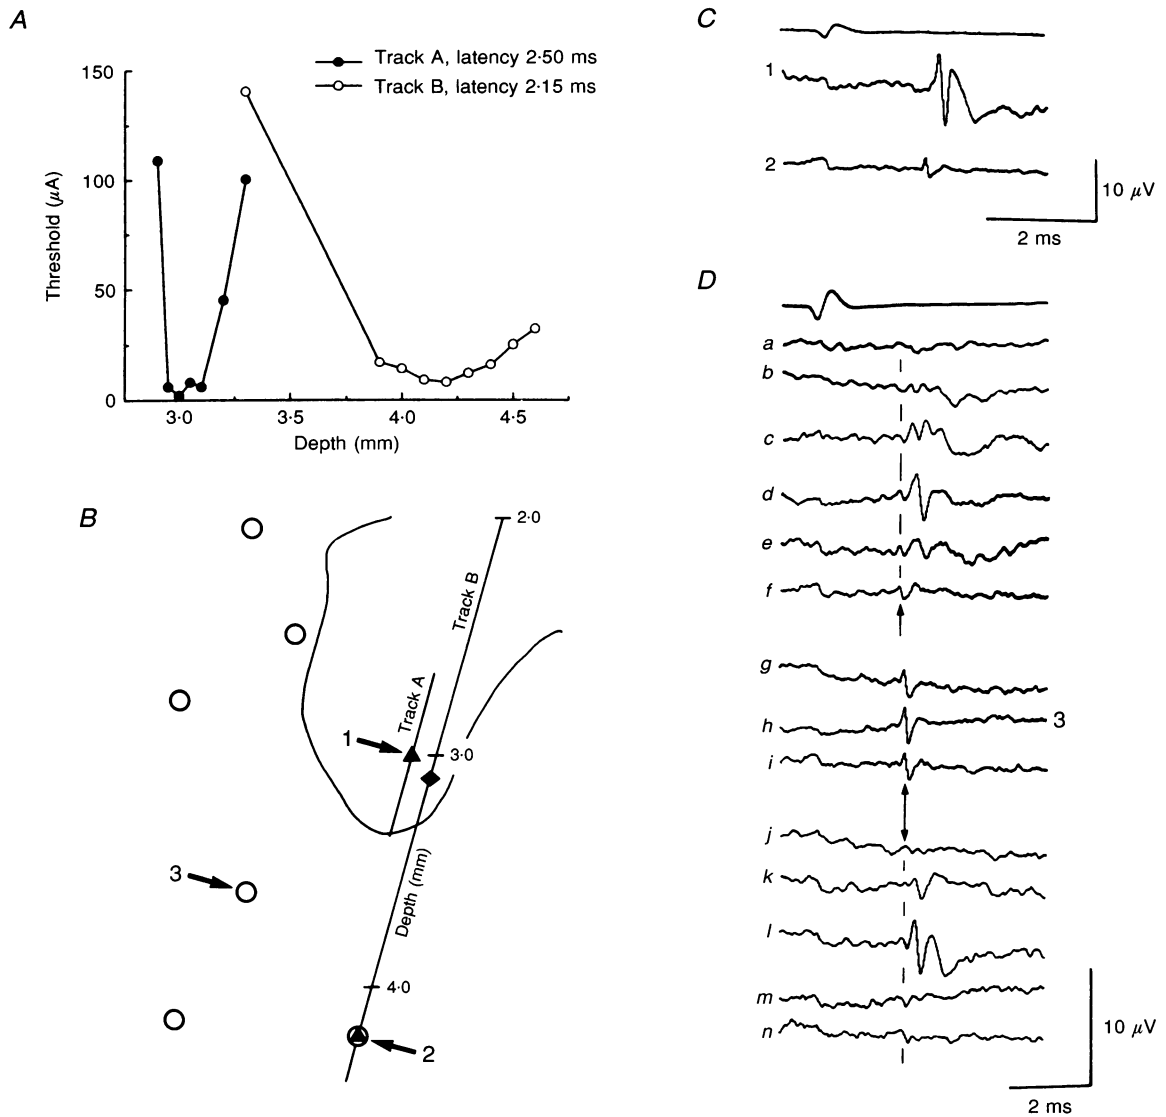 A
Track A, latency 2·50 ms
Track B, latency 2·15 ms
150
100
50
0
Threshold (μA)
3·0
3·5
4·0
4·5
Depth (mm)
B
2·0
Track B
Track A
1
3·0
3
Depth (mm)
4·0
2
C
1
2
10 μV
2 ms
D
a
b
c
d
e
f
g
h
3
i
j
k
l
m
n
10 μV
2 ms